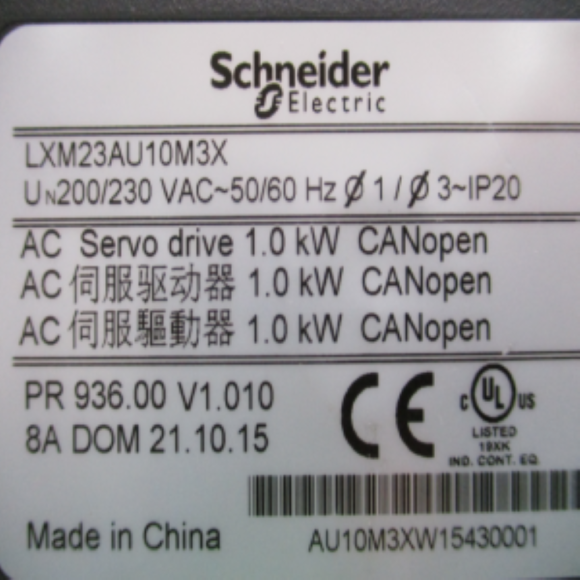 Schneider
Electric
LXM23AU10M3X
UN200/230 VAC~50/60 Hz Ø 1 / Ø 3~IP20
AC Servo drive 1.0 kW CANopen
AC 伺服驱动器 1.0 kW CANopen
AC 伺服驅動器 1.0 kW CANopen
PR 936.00 V1.010
8A DOM 21.10.15
CE
c UL US
LISTED
19XK
IND. CONT. EQ.
Made in China
AU10M3XW15430001